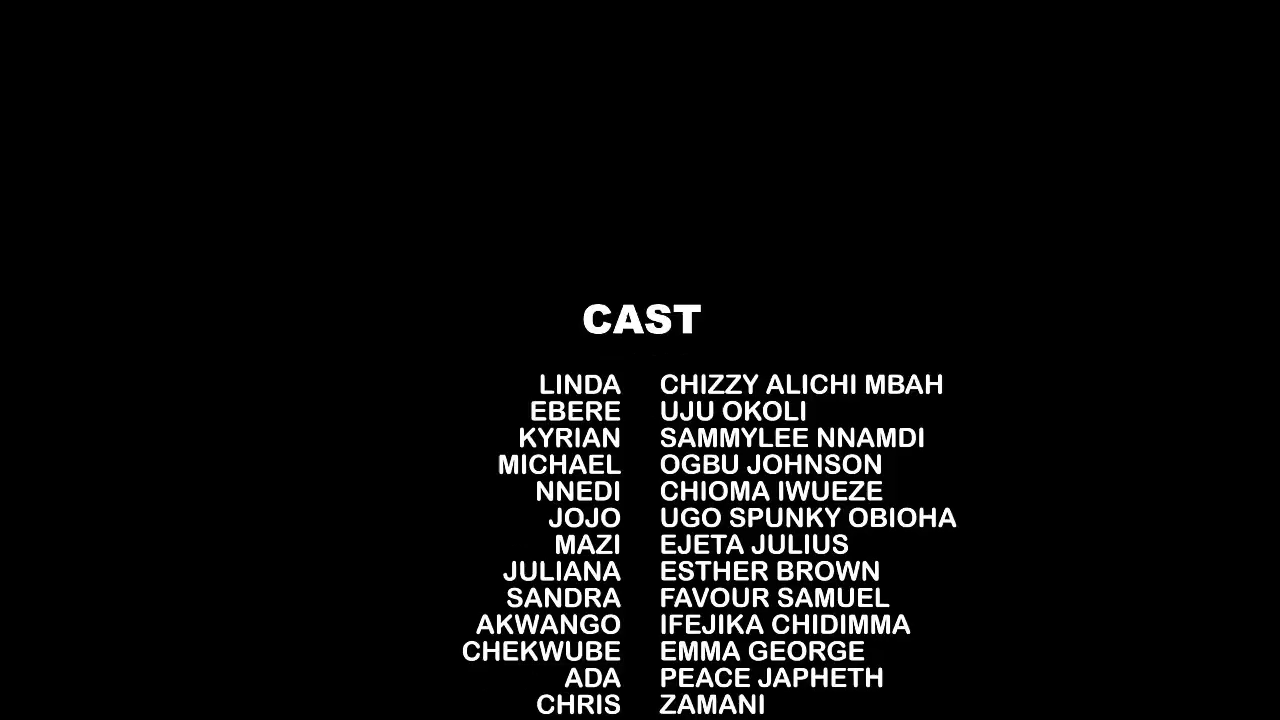 CAST
LINDA CHIZZY ALICHI MBAH
EBERE UJU OKOLI
KYRIAN SAMMYLEE NNAMDI
MICHAEL OGBU JOHNSON
NNEDI CHIOMA IWUEZE
JOJO UGO SPUNKY OBIOHA
MAZI EJETA JULIUS
JULIANA ESTHER BROWN
SANDRA FAVOUR SAMUEL
AKWANGO IFEJIKA CHIDIMMA
CHEKWUBE EMMA GEORGE
ADA PEACE JAPHETH
CHRIS ZAMANI